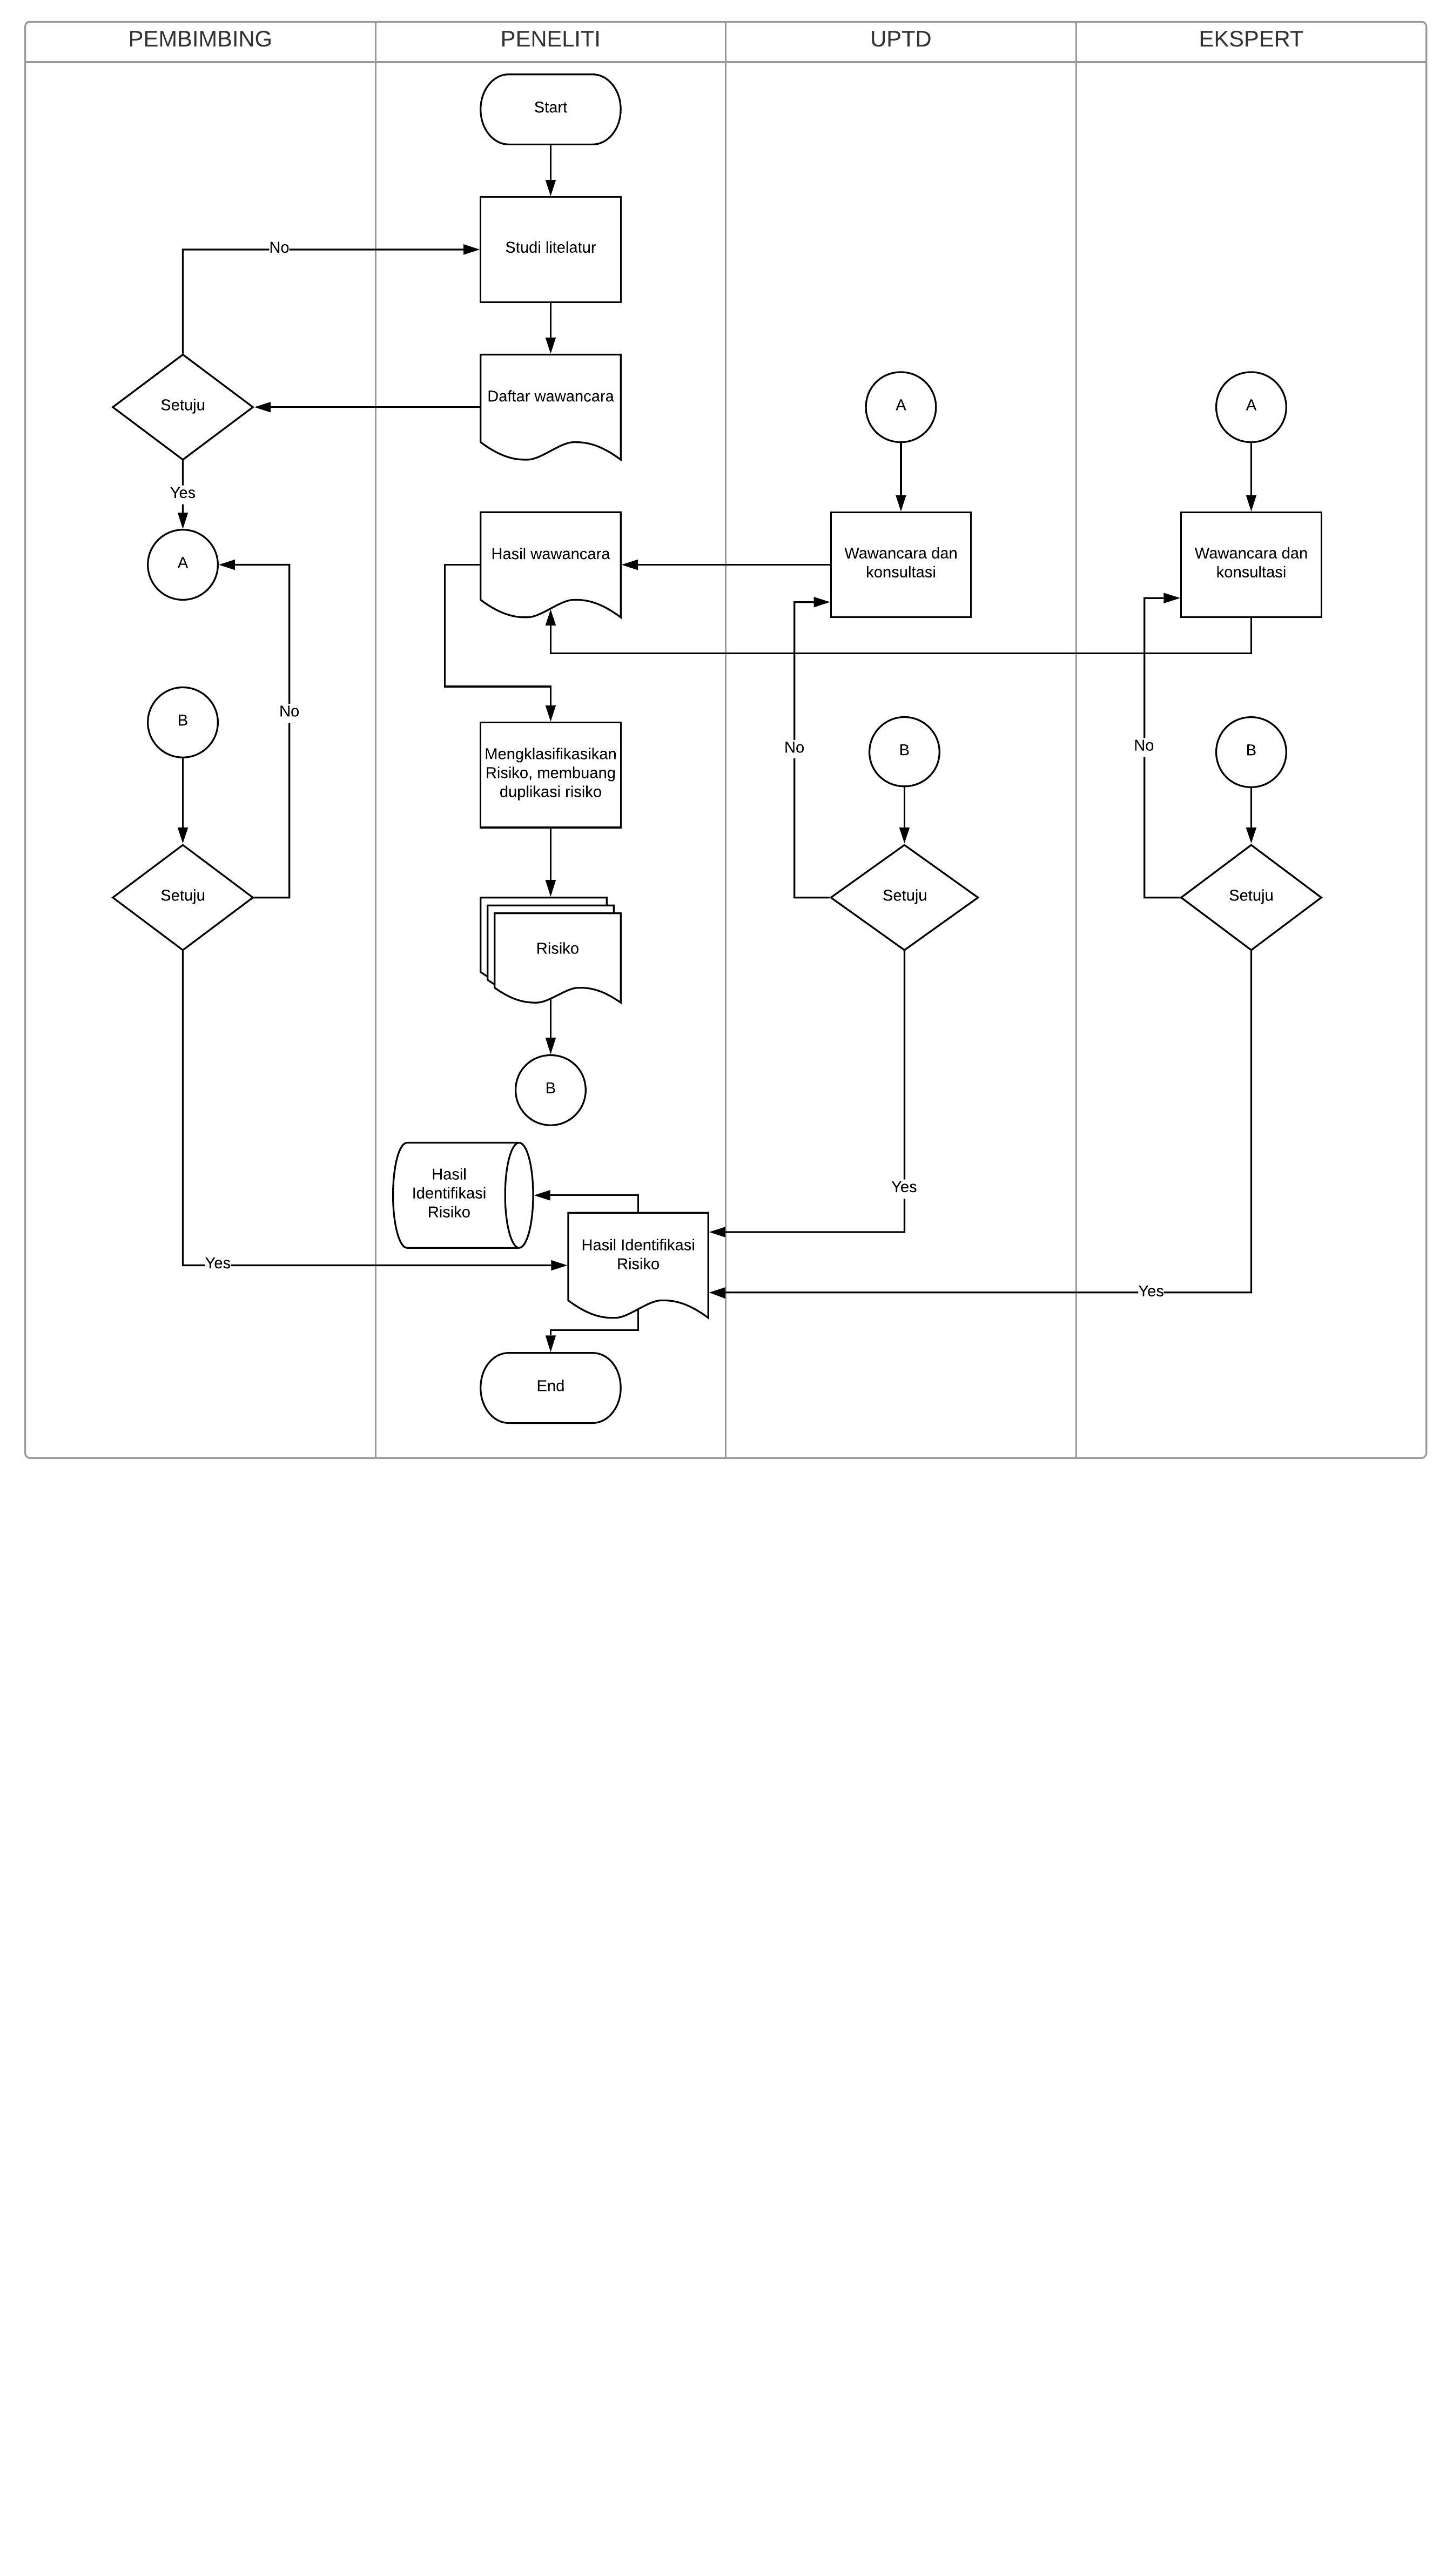 PEMBIMBING
PENELITI
UPTD
EKSPERT
Start
Studi litelatur
No
Daftar wawancara
Setuju
Yes
A
A
A
Hasil wawancara
Wawancara dan
konsultasi
Wawancara dan
konsultasi
B
No
Mengklasifikasikan
Risiko, membuang
duplikasi risiko
No
B
No
B
Setuju
Setuju
Setuju
Risiko
B
Hasil
Identifikasi
Risiko
Yes
Hasil Identifikasi
Risiko
Yes
Yes
End